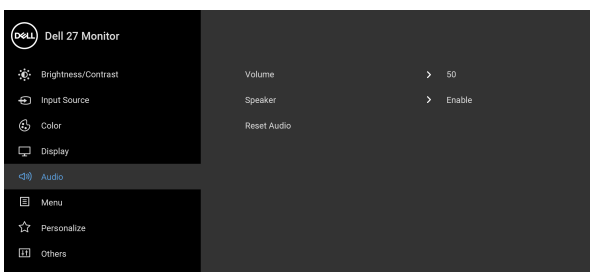 DELL Dell 27 Monitor
Brightness/Contrast
Volume > 50
Input Source
Speaker > Enable
Color
Reset Audio
Display
Audio
Menu
Personalize
Others